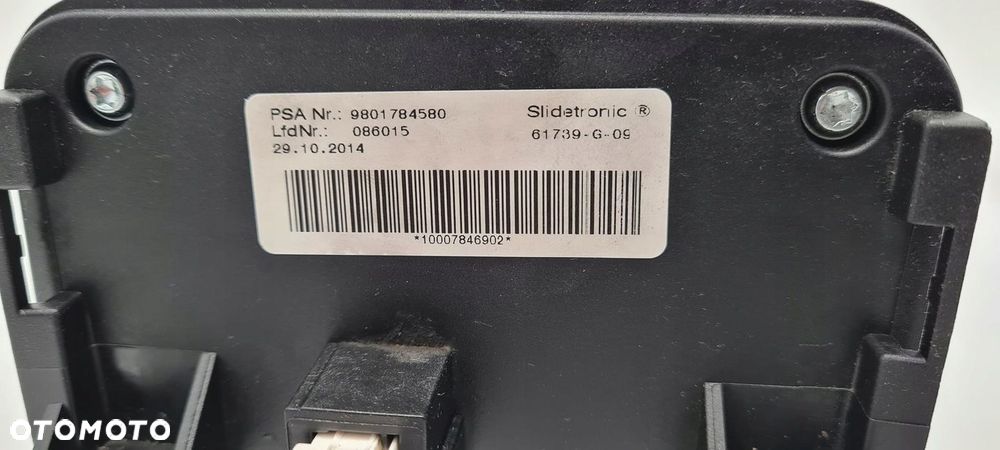 PSA Nr.: 9801784580 Slidetronic ®
LfdNr.: 086015 61739-G-09
29.10.2014
*10007846902*
OTOMOTO